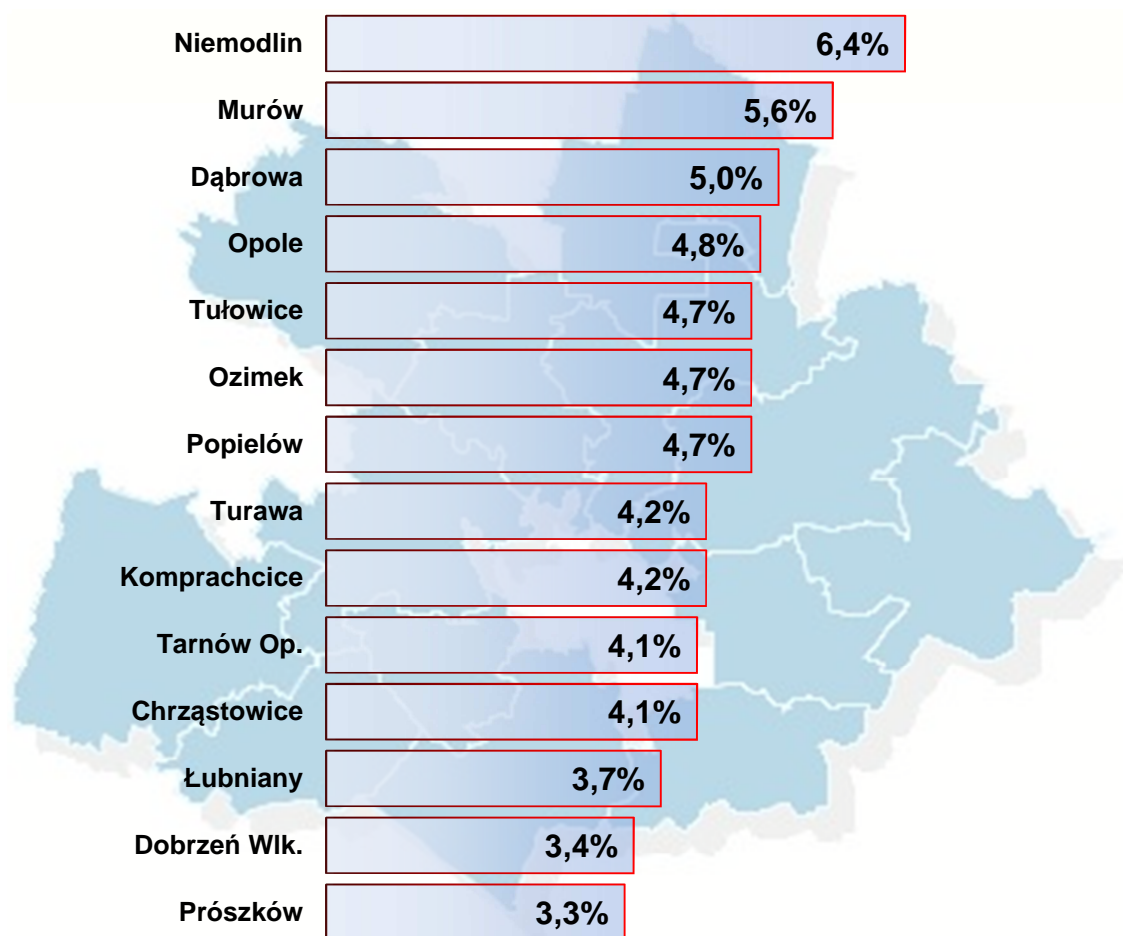 Niemodlin 6,4%
Murów 5,6%
Dąbrowa 5,0%
Opole 4,8%
Tułowice 4,7%
Ozimek 4,7%
Popielów 4,7%
Turawa 4,2%
Komprachcice 4,2%
Tarnów Op. 4,1%
Chrząstowice 4,1%
Łubniany 3,7%
Dobrzeń Wlk. 3,4%
Prószków 3,3%